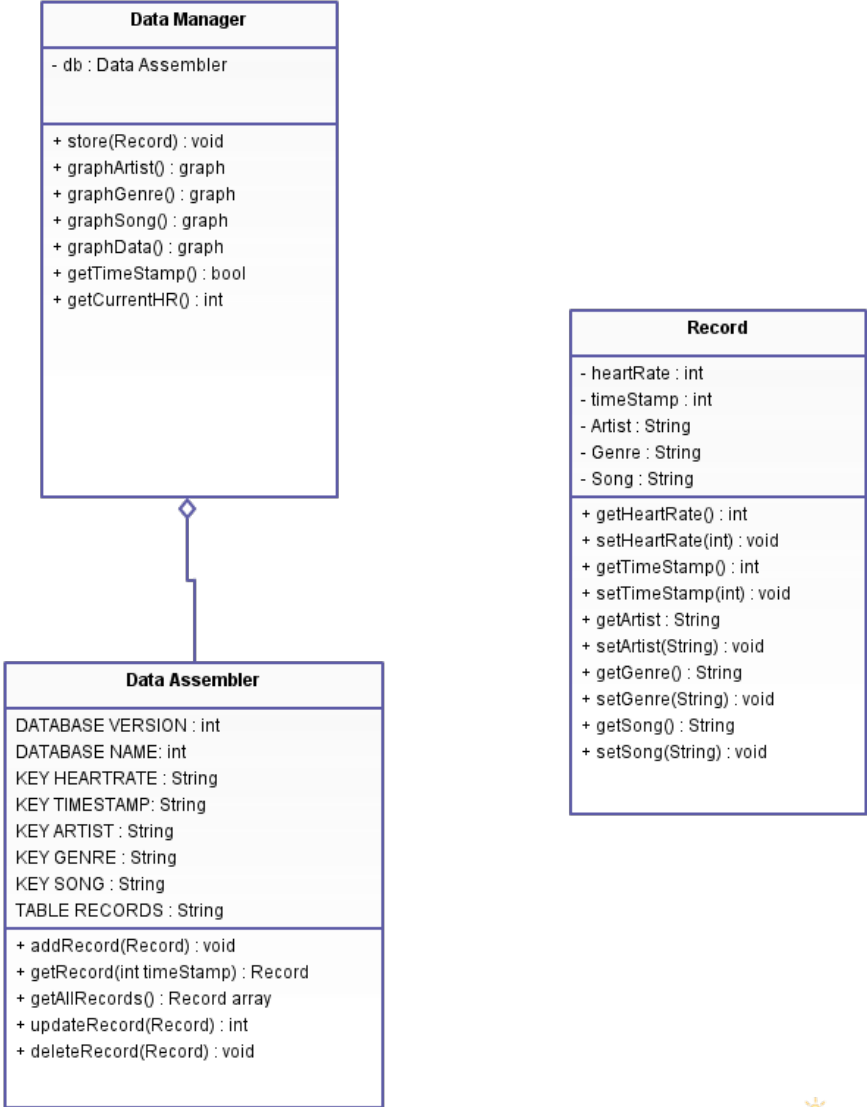 Data Manager
- db : Data Assembler
+ store(Record) : void
+ graphArtist() : graph
+ graphGenre() : graph
+ graphSong() : graph
+ graphData() : graph
+ getTimeStamp() : bool
+ getCurrentHR() : int
Record
- heartRate : int
- timeStamp : int
- Artist : String
- Genre : String
- Song : String
+ getHeartRate() : int
+ setHeartRate(int) : void
+ getTimeStamp() : int
+ setTimeStamp(int) : void
+ getArtist : String
+ setArtist(String) : void
+ getGenre() : String
+ setGenre(String) : void
+ getSong() : String
+ setSong(String) : void
Data Assembler
DATABASE VERSION : int
DATABASE NAME: int
KEY HEARTRATE : String
KEY TIMESTAMP: String
KEY ARTIST : String
KEY GENRE : String
KEY SONG : String
TABLE RECORDS : String
+ addRecord(Record) : void
+ getRecord(int timeStamp) : Record
+ getAllRecords() : Record array
+ updateRecord(Record) : int
+ deleteRecord(Record) : void